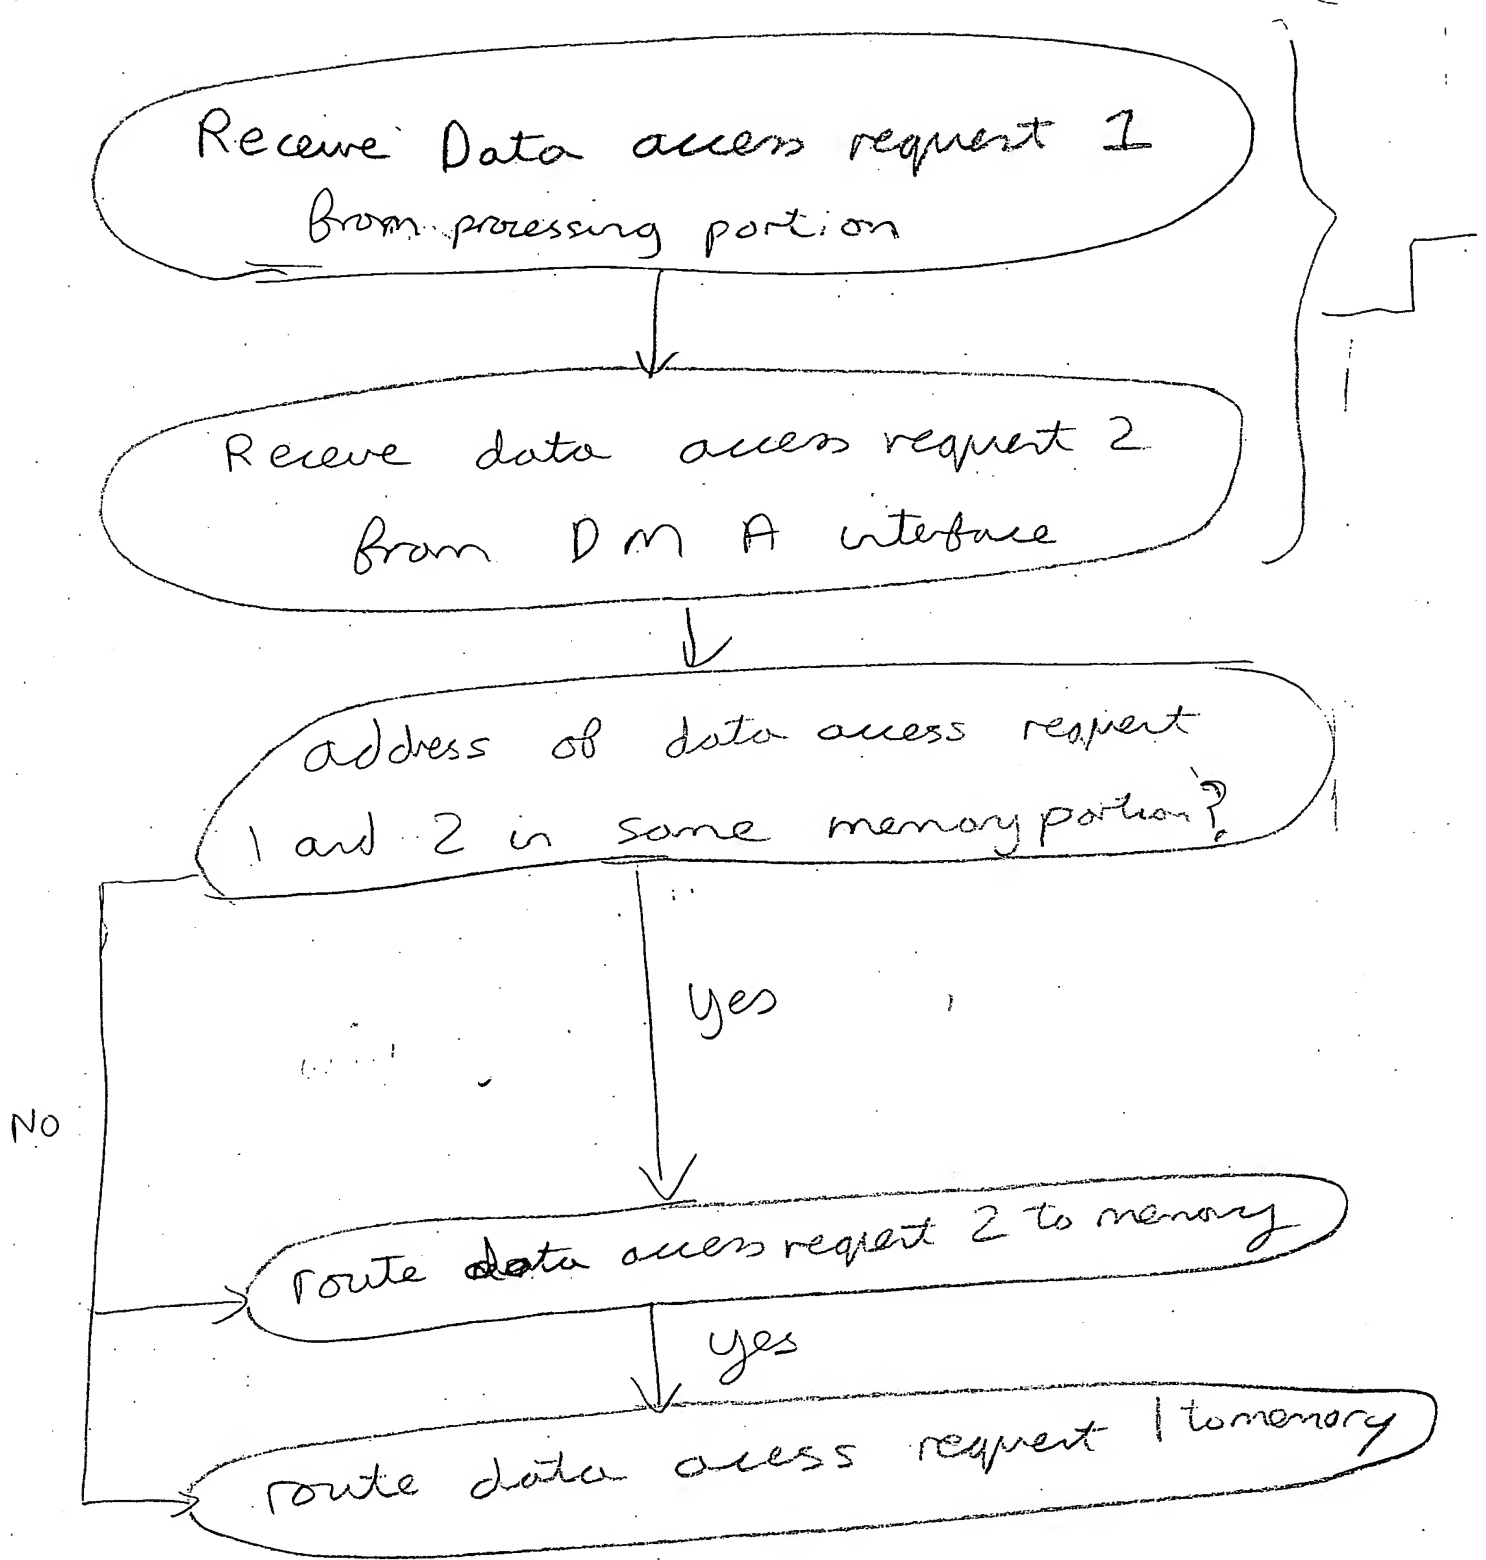 Receive Data access request 1
from processing portion
Receve data access request 2
from DMA interface
address of data access request
1 and 2 in same memory portion?
yes
NO
route data access request 2 to memory
yes
route data access request 1 to memory